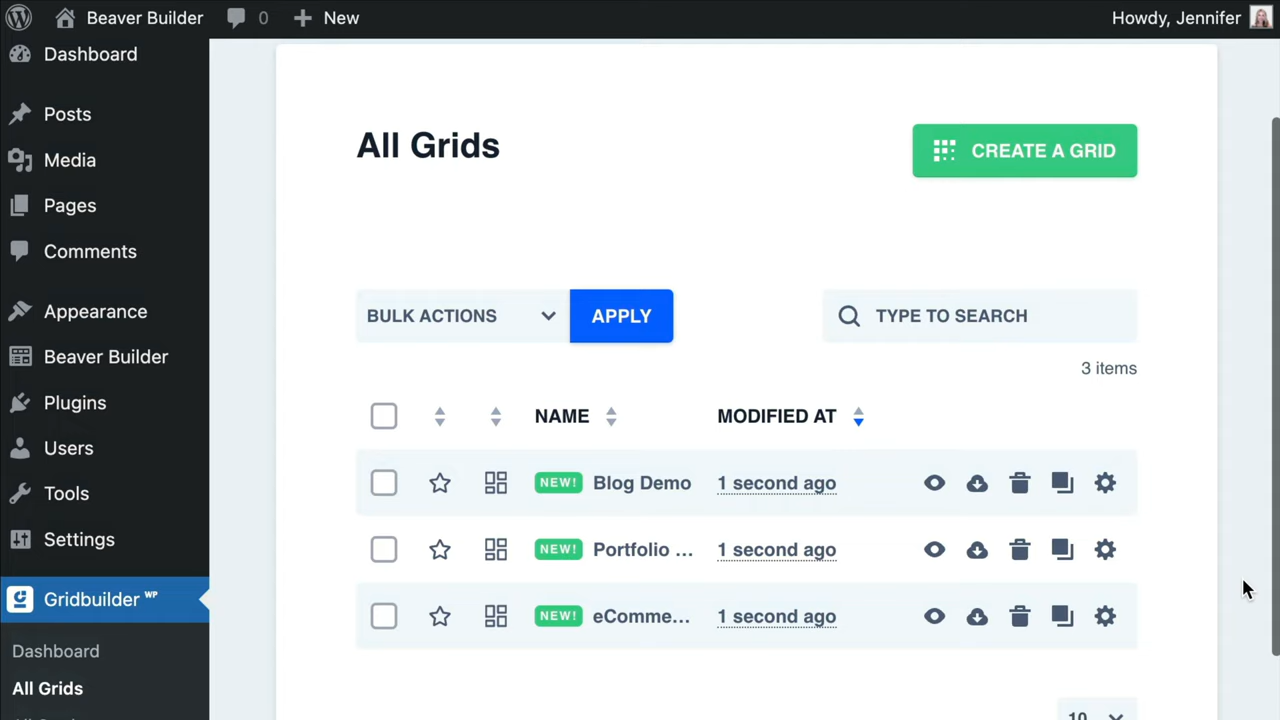 Beaver Builder 0 New Howdy, Jennifer
Dashboard
Posts
Media
Pages
Comments
Appearance
Beaver Builder
Plugins
Users
Tools
Settings
Gridbuilder WP
Dashboard
All Grids
All Grids
CREATE A GRID
BULK ACTIONS APPLY TYPE TO SEARCH
3 items
NAME MODIFIED AT
NEW! Blog Demo 1 second ago
NEW! Portfolio ... 1 second ago
NEW! eComme... 1 second ago
10